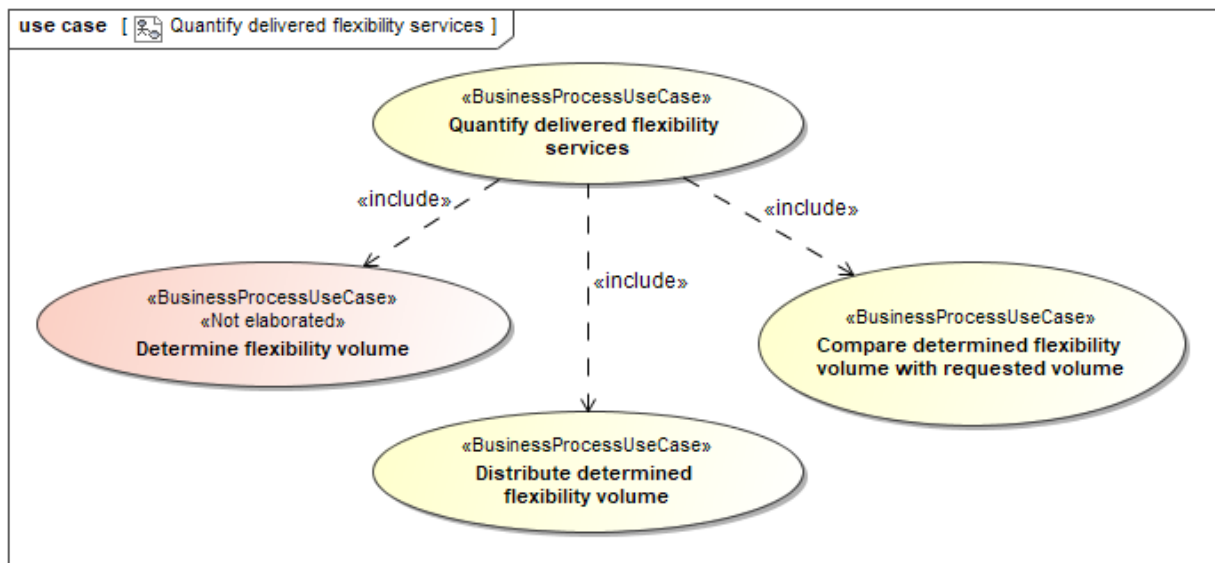 use case [ Quantify delivered flexibility services ]
«BusinessProcessUseCase»
Quantify delivered flexibility
services
«include»
«include»
«include»
«BusinessProcessUseCase»
«Not elaborated»
Determine flexibility volume
«BusinessProcessUseCase»
Compare determined flexibility
volume with requested volume
«BusinessProcessUseCase»
Distribute determined
flexibility volume